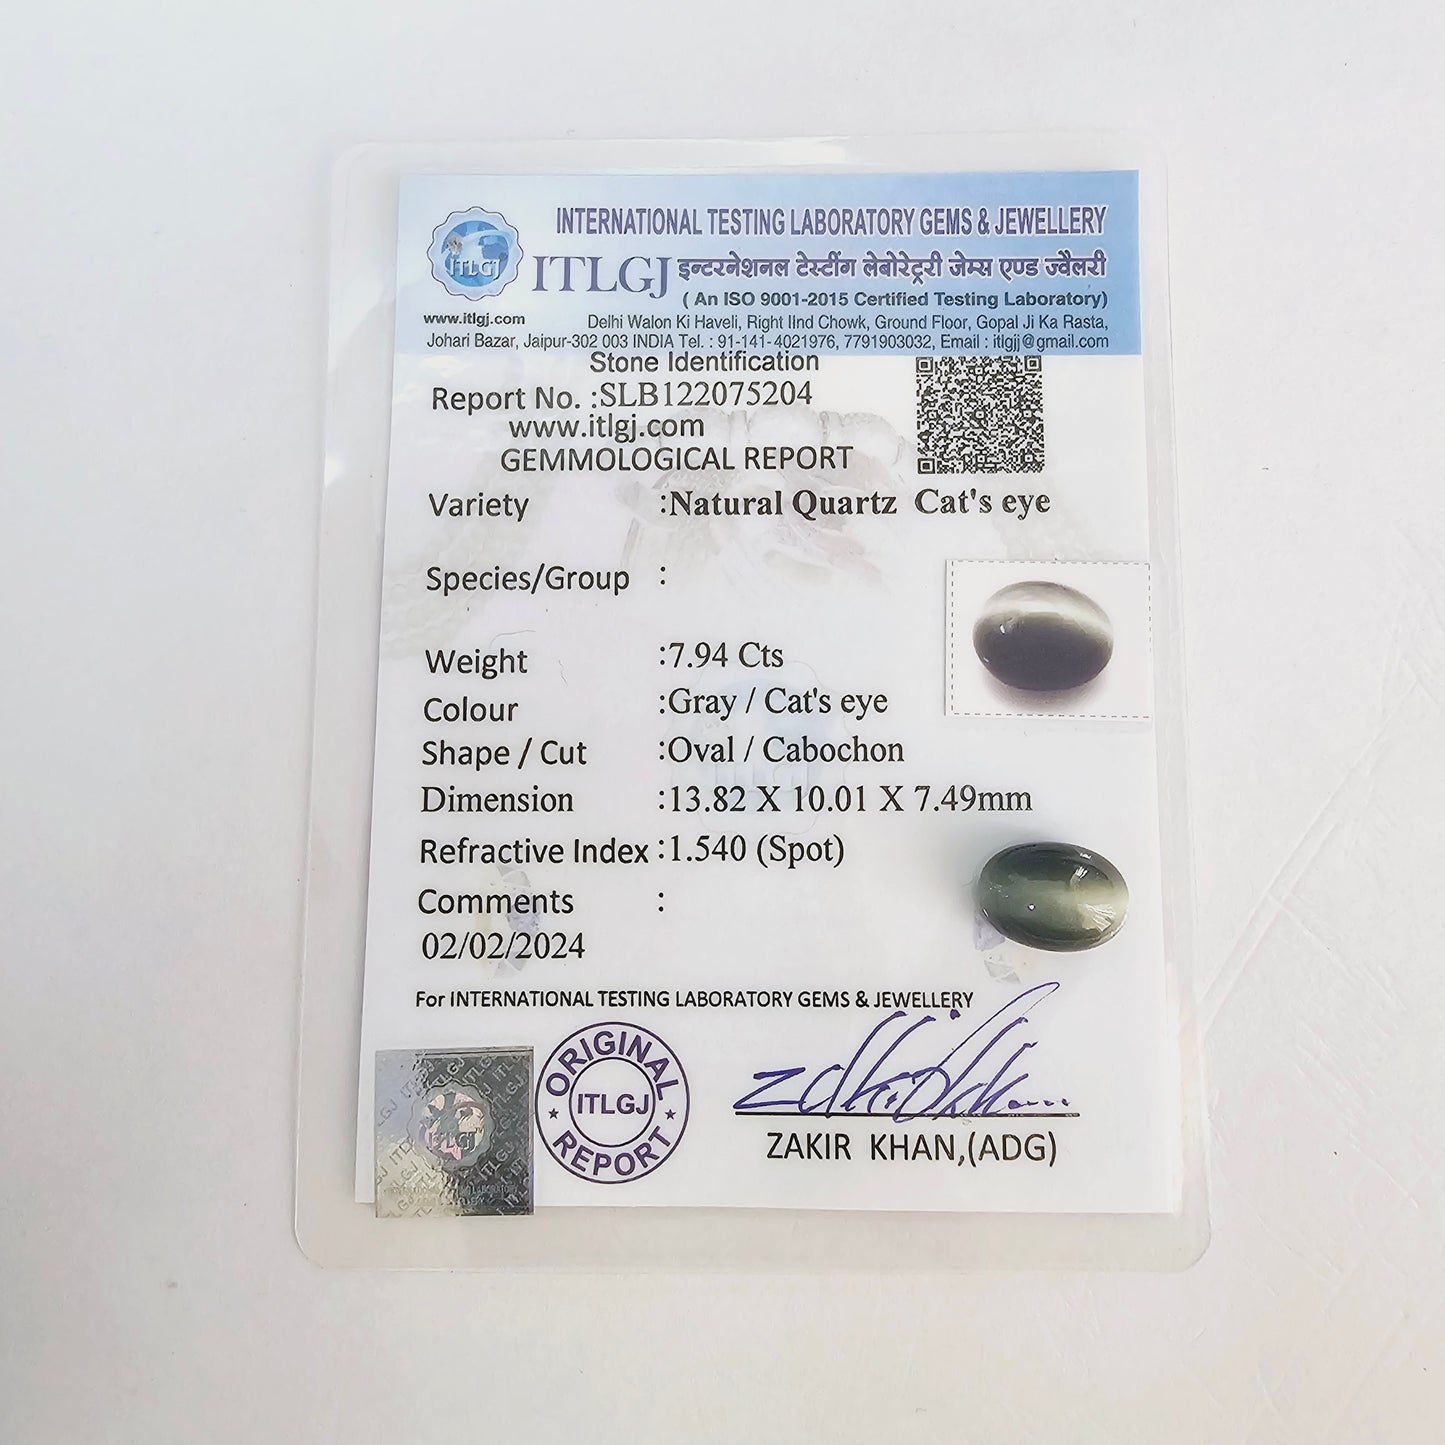 INTERNATIONAL TESTING LABORATORY GEMS & JEWELLERY
ITLGJ
ITLGJ इन्टरनेशनल टेस्टींग लेबोरेट्ररी जेम्स एण्ड ज्वैलरी
( An ISO 9001-2015 Certified Testing Laboratory)
www.itlgj.com Delhi Walon Ki Haveli, Right IInd Chowk, Ground Floor, Gopal Ji Ka Rasta,
Johari Bazar, Jaipur-302 003 INDIA Tel. : 91-141-4021976, 7791903032, Email : itlgjj@gmail.com
Stone Identification
Report No. :SLB122075204
www.itlgj.com
GEMMOLOGICAL REPORT
Variety :Natural Quartz Cat's eye
Species/Group :
Weight :7.94 Cts
Colour :Gray / Cat's eye
Shape / Cut :Oval / Cabochon
Dimension :13.82 X 10.01 X 7.49mm
Refractive Index :1.540 (Spot)
Comments :
02/02/2024
For INTERNATIONAL TESTING LABORATORY GEMS & JEWELLERY
ORIGINAL
ITLGJ
REPORT
ITLGJ
ZAKIR KHAN,(ADG)